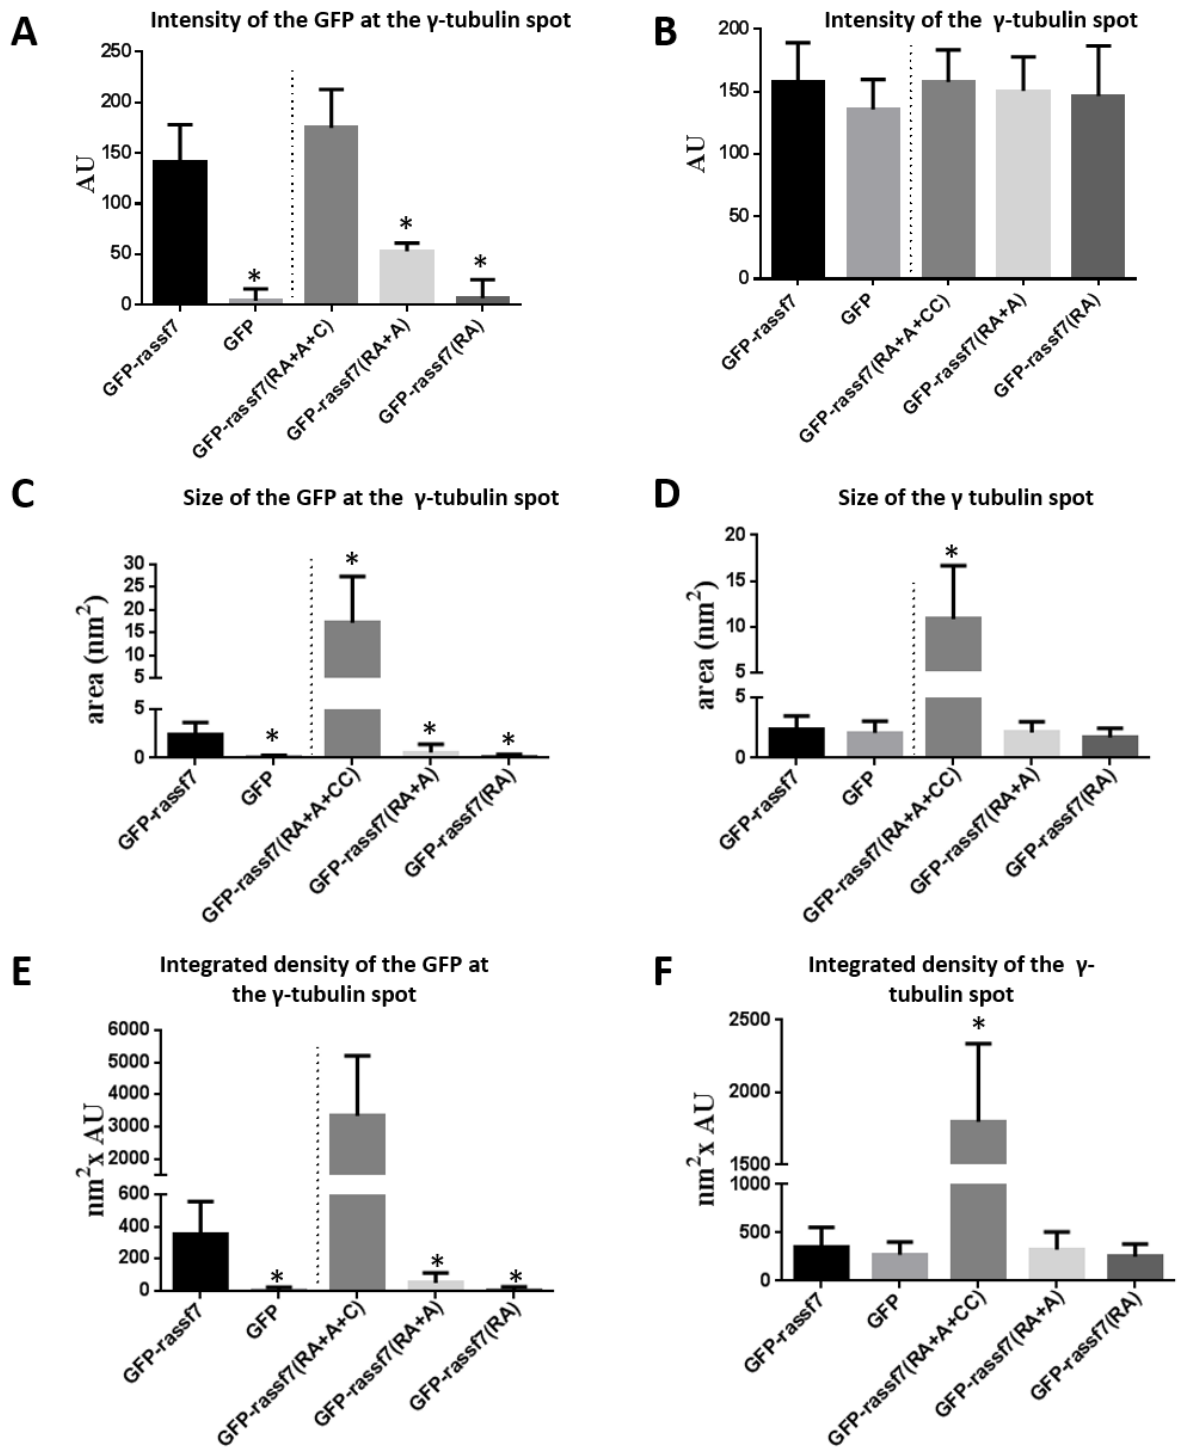 A
Intensity of the GFP at the γ-tubulin spot
250
200
150
100
50
0
AU
*
*
*
GFP-rassf7
GFP
GFP-rassf7(RA+A+C)
GFP-rassf7(RA+A)
GFP-rassf7(RA)
B
Intensity of the γ-tubulin spot
200
150
100
50
0
AU
GFP-rassf7
GFP
GFP-rassf7(RA+A+CC)
GFP-rassf7(RA+A)
GFP-rassf7(RA)
C
Size of the GFP at the γ-tubulin spot
30
25
20
15
10
5
5
0
area (nm²)
*
*
*
*
GFP-rassf7
GFP
GFP-rassf7(RA+A+CC)
GFP-rassf7(RA+A)
GFP-rassf7(RA)
D
Size of the γ tubulin spot
20
15
10
5
5
0
area (nm²)
*
GFP-rassf7
GFP
GFP-rassf7(RA+A+CC)
GFP-rassf7(RA+A)
GFP-rassf7(RA)
E
Integrated density of the GFP at
the γ-tubulin spot
6000
5000
4000
3000
2000
600
400
200
0
nm²x AU
*
*
*
GFP-rassf7
GFP
GFP-rassf7(RA+A+C)
GFP-rassf7(RA+A)
GFP-rassf7(RA)
F
Integrated density of the γ-
tubulin spot
2500
2000
1500
1000
500
0
nm²x AU
*
GFP-rassf7
GFP
GFP-rassf7(RA+A+CC)
GFP-rassf7(RA+A)
GFP-rassf7(RA)